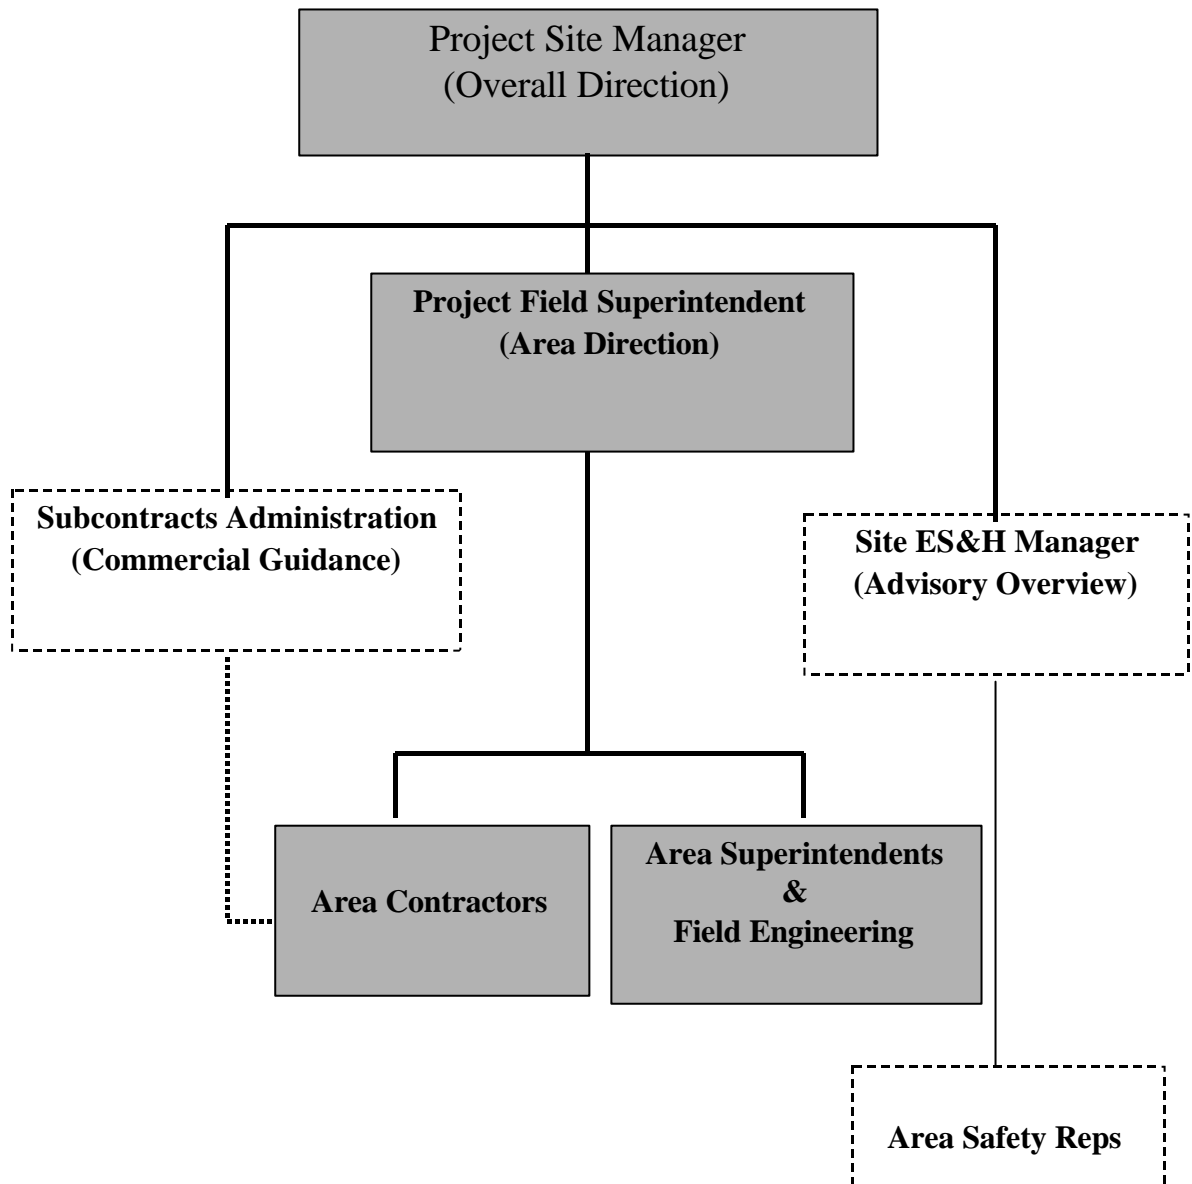 Project Site Manager
(Overall Direction)
Project Field Superintendent
(Area Direction)
Subcontracts Administration
(Commercial Guidance)
Site ES&H Manager
(Advisory Overview)
Area Contractors
Area Superintendents
&
Field Engineering
Area Safety Reps